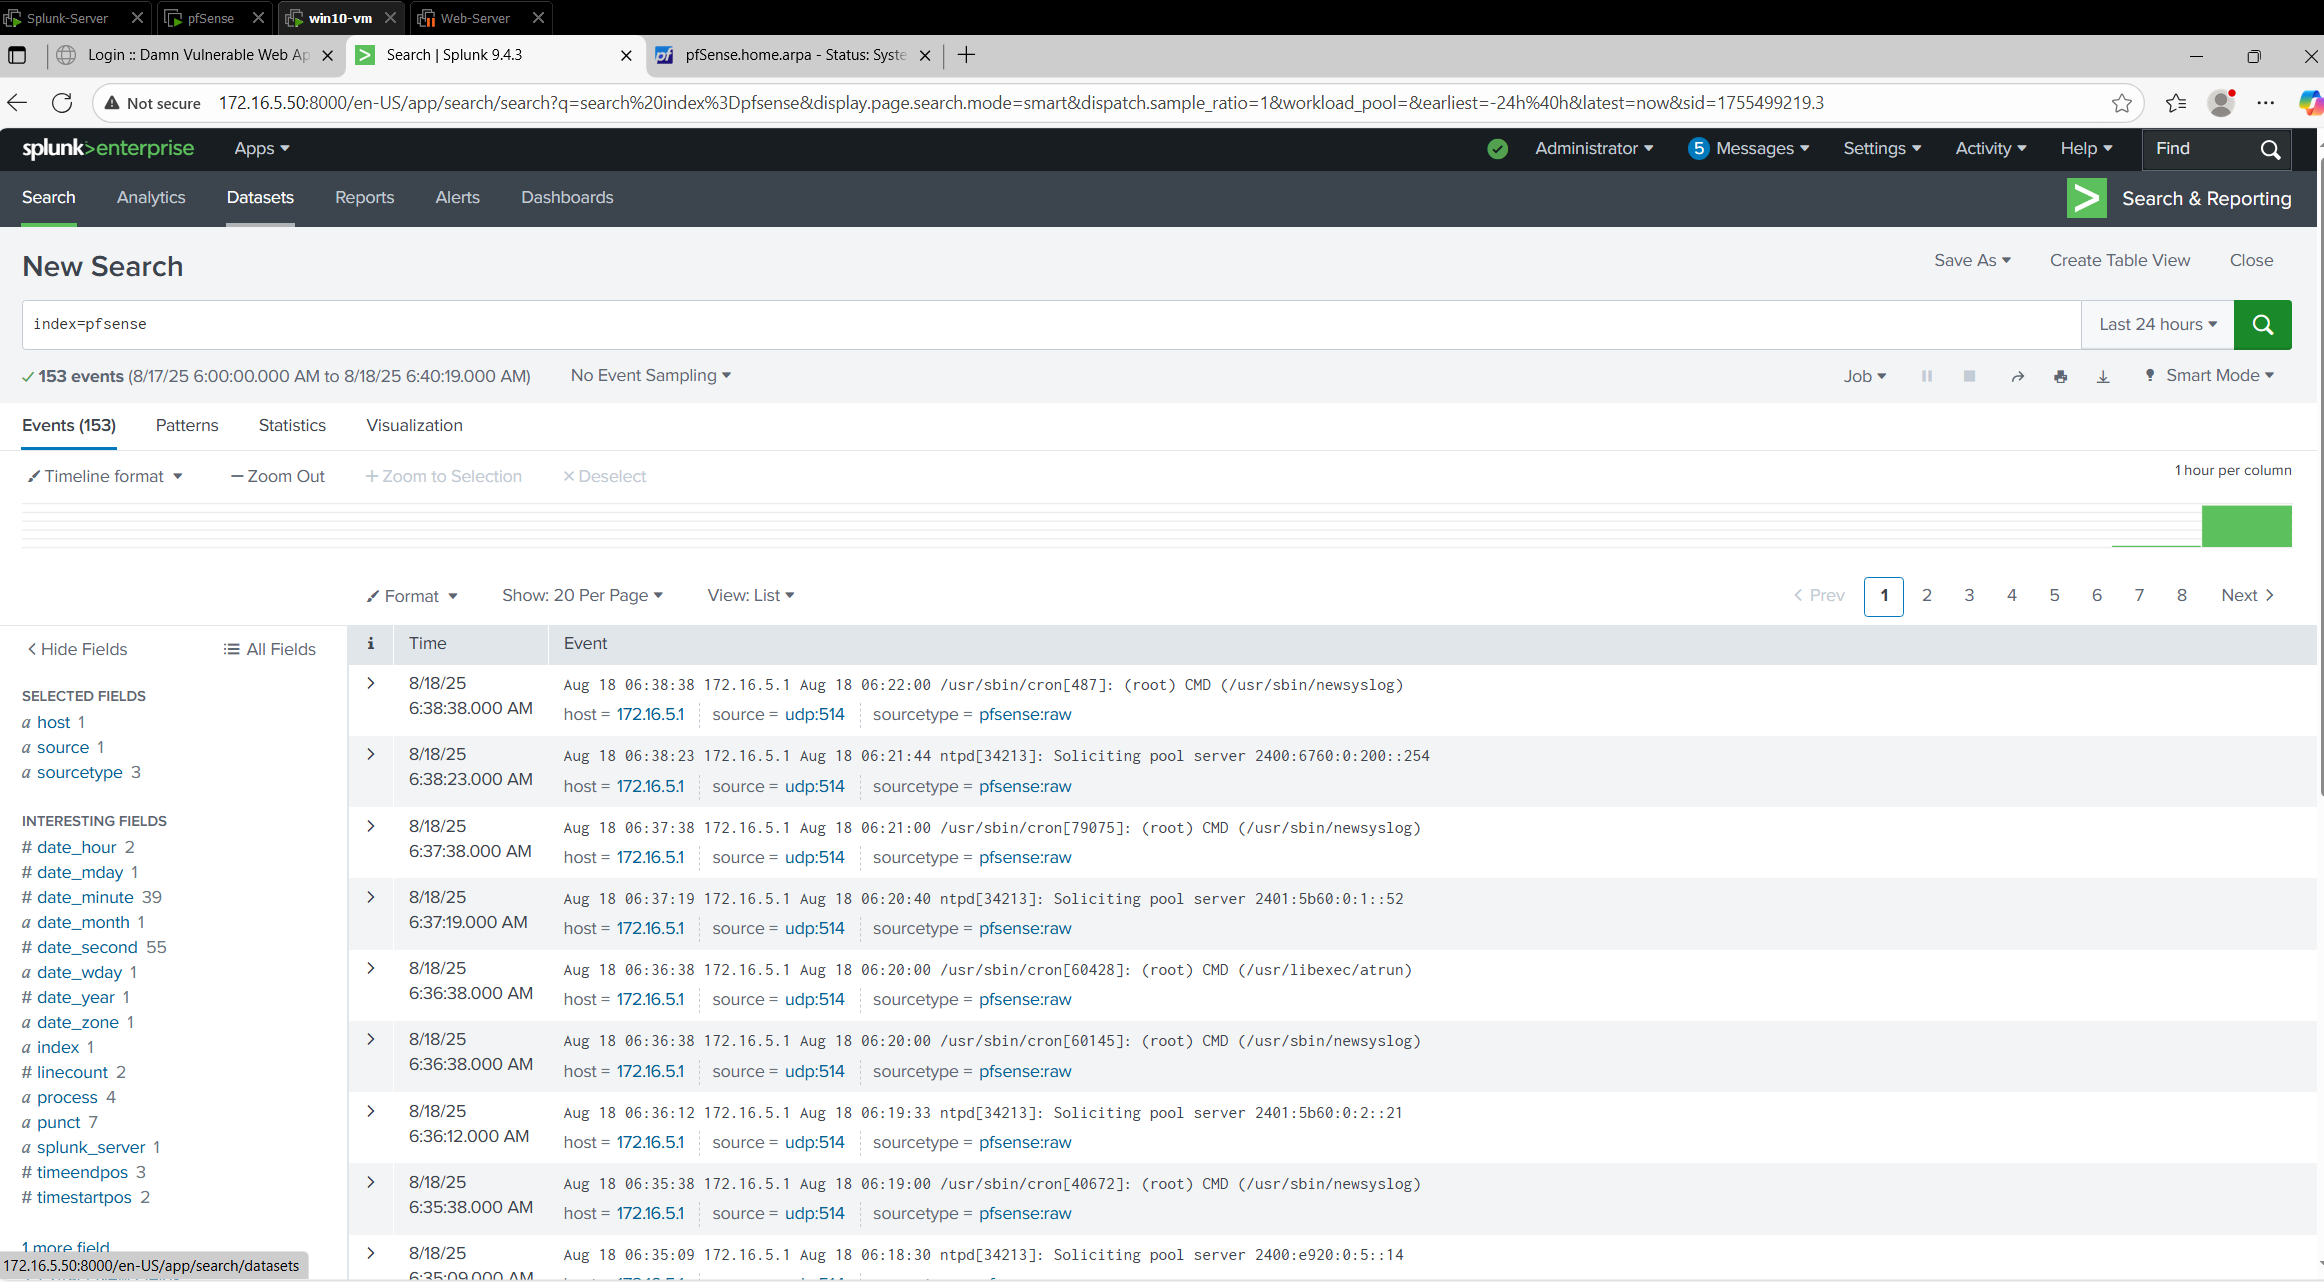 Splunk-Server
pfSense
win10-vm
Web-Server
Login :: Damn Vulnerable Web Ap
Search | Splunk 9.4.3
pfSense.home.arpa - Status: Syste
Not secure
172.16.5.50:8000/en-US/app/search/search?q=search%20index%3Dpfsense&display.page.search.mode=smart&dispatch.sample_ratio=1&workload_pool=&earliest=-24h%40h&latest=now&sid=1755499219.3
splunk>enterprise
Apps
Administrator
5 Messages
Settings
Activity
Help
Find
Search
Analytics
Datasets
Reports
Alerts
Dashboards
Search & Reporting
New Search
Save As
Create Table View
Close
index=pfsense
Last 24 hours
153 events (8/17/25 6:00:00.000 AM to 8/18/25 6:40:19.000 AM)
No Event Sampling
Job
Smart Mode
Events (153)
Patterns
Statistics
Visualization
Timeline format
— Zoom Out
+ Zoom to Selection
× Deselect
1 hour per column
Format
Show: 20 Per Page
View: List
< Prev
1
2
3
4
5
6
7
8
Next >
< Hide Fields
All Fields
SELECTED FIELDS
a host 1
a source 1
a sourcetype 3
INTERESTING FIELDS
# date_hour 2
# date_mday 1
# date_minute 39
a date_month 1
# date_second 55
a date_wday 1
# date_year 1
a date_zone 1
a index 1
# linecount 2
a process 4
a punct 7
a splunk_server 1
# timeendpos 3
# timestartpos 2
1 more field
172.16.5.50:8000/en-US/app/search/datasets
i
Time
Event
8/18/25
6:38:38.000 AM
Aug 18 06:38:38 172.16.5.1 Aug 18 06:22:00 /usr/sbin/cron[487]: (root) CMD (/usr/sbin/newsyslog)
host = 172.16.5.1 source = udp:514 sourcetype = pfsense:raw
8/18/25
6:38:23.000 AM
Aug 18 06:38:23 172.16.5.1 Aug 18 06:21:44 ntpd[34213]: Soliciting pool server 2400:6760:0:200::254
host = 172.16.5.1 source = udp:514 sourcetype = pfsense:raw
8/18/25
6:37:38.000 AM
Aug 18 06:37:38 172.16.5.1 Aug 18 06:21:00 /usr/sbin/cron[79075]: (root) CMD (/usr/sbin/newsyslog)
host = 172.16.5.1 source = udp:514 sourcetype = pfsense:raw
8/18/25
6:37:19.000 AM
Aug 18 06:37:19 172.16.5.1 Aug 18 06:20:40 ntpd[34213]: Soliciting pool server 2401:5b60:0:1::52
host = 172.16.5.1 source = udp:514 sourcetype = pfsense:raw
8/18/25
6:36:38.000 AM
Aug 18 06:36:38 172.16.5.1 Aug 18 06:20:00 /usr/sbin/cron[60428]: (root) CMD (/usr/libexec/atrun)
host = 172.16.5.1 source = udp:514 sourcetype = pfsense:raw
8/18/25
6:36:38.000 AM
Aug 18 06:36:38 172.16.5.1 Aug 18 06:20:00 /usr/sbin/cron[60145]: (root) CMD (/usr/sbin/newsyslog)
host = 172.16.5.1 source = udp:514 sourcetype = pfsense:raw
8/18/25
6:36:12.000 AM
Aug 18 06:36:12 172.16.5.1 Aug 18 06:19:33 ntpd[34213]: Soliciting pool server 2401:5b60:0:2::21
host = 172.16.5.1 source = udp:514 sourcetype = pfsense:raw
8/18/25
6:35:38.000 AM
Aug 18 06:35:38 172.16.5.1 Aug 18 06:19:00 /usr/sbin/cron[40672]: (root) CMD (/usr/sbin/newsyslog)
host = 172.16.5.1 source = udp:514 sourcetype = pfsense:raw
8/18/25
6:35:09.000 AM
Aug 18 06:35:09 172.16.5.1 Aug 18 06:18:30 ntpd[34213]: Soliciting pool server 2400:e920:0:5::14